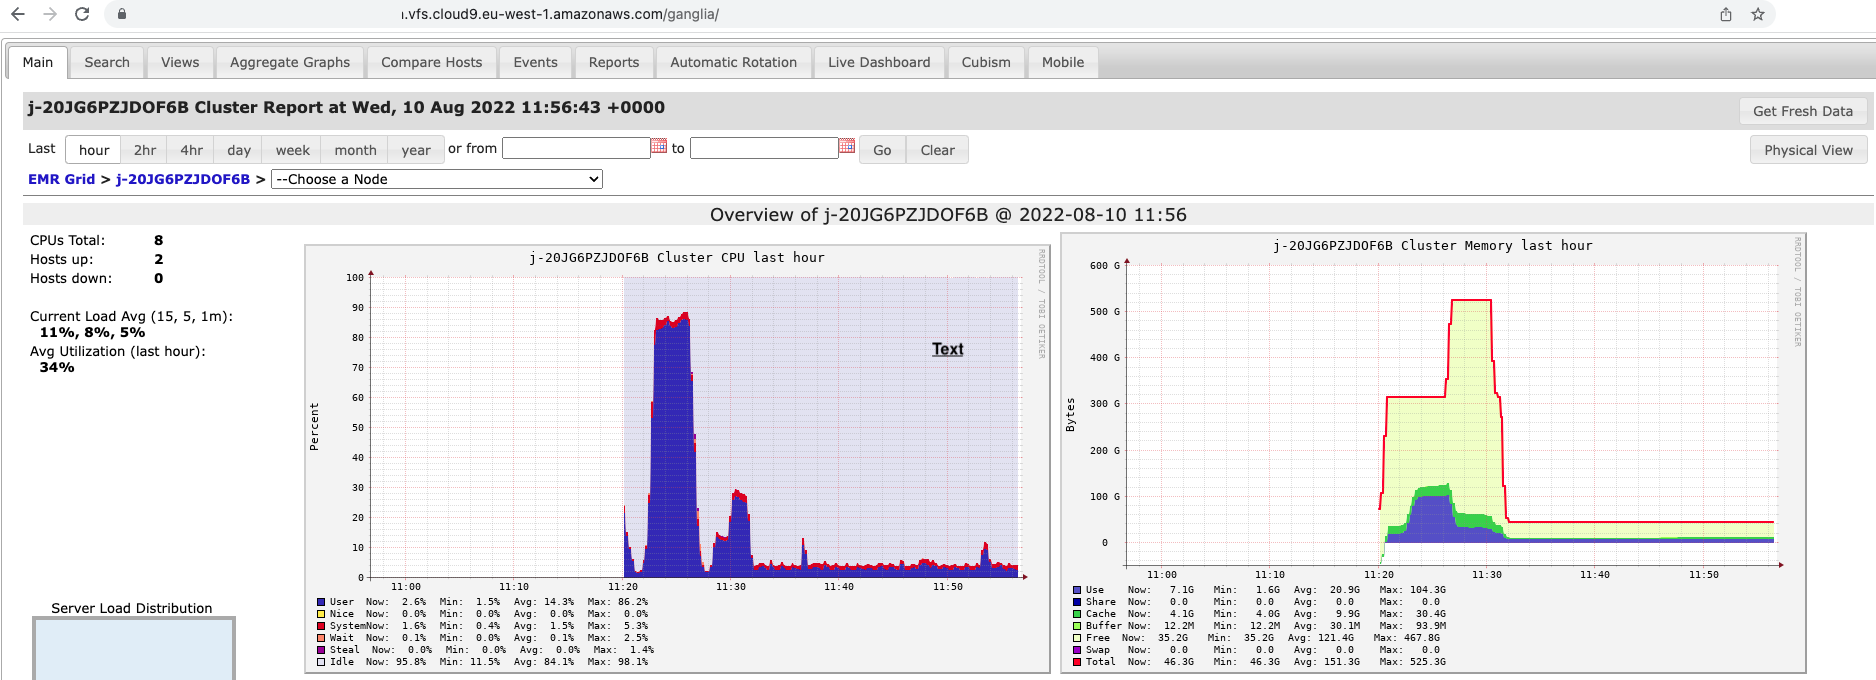 ı.vfs.cloud9.eu-west-1.amazonaws.com/ganglia/
Main Search Views Aggregate Graphs Compare Hosts Events Reports Automatic Rotation Live Dashboard Cubism Mobile
j-20JG6PZJDOF6B Cluster Report at Wed, 10 Aug 2022 11:56:43 +0000
Get Fresh Data
Last hour 2hr 4hr day week month year or from to Go Clear
Physical View
EMR Grid > j-20JG6PZJDOF6B > --Choose a Node
Overview of j-20JG6PZJDOF6B @ 2022-08-10 11:56
CPUs Total: 8
Hosts up: 2
Hosts down: 0
Current Load Avg (15, 5, 1m):
11%, 8%, 5%
Avg Utilization (last hour):
34%
Server Load Distribution
j-20JG6PZJDOF6B Cluster CPU last hour
RRDTOOL / TOBI OETIKER
Percent
100
90
80
70
60
50
40
30
20
10
0
Text
11:00 11:10 11:20 11:30 11:40 11:50
User Now: 2.6% Min: 1.5% Avg: 14.3% Max: 86.2%
Nice Now: 0.0% Min: 0.0% Avg: 0.0% Max: 0.0%
SystemNow: 1.6% Min: 0.4% Avg: 1.5% Max: 5.3%
Wait Now: 0.1% Min: 0.0% Avg: 0.1% Max: 2.5%
Steal Now: 0.0% Min: 0.0% Avg: 0.0% Max: 1.4%
Idle Now: 95.8% Min: 11.5% Avg: 84.1% Max: 98.1%
j-20JG6PZJDOF6B Cluster Memory last hour
RRDTOOL / TOBI OETIKER
Bytes
600 G
500 G
400 G
300 G
200 G
100 G
0
11:00 11:10 11:20 11:30 11:40 11:50
Use Now: 7.1G Min: 1.6G Avg: 20.9G Max: 104.3G
Share Now: 0.0 Min: 0.0 Avg: 0.0 Max: 0.0
Cache Now: 4.1G Min: 4.0G Avg: 9.9G Max: 30.4G
Buffer Now: 12.2M Min: 12.2M Avg: 30.1M Max: 93.9M
Free Now: 35.2G Min: 35.2G Avg: 121.4G Max: 467.8G
Swap Now: 0.0 Min: 0.0 Avg: 0.0 Max: 0.0
Total Now: 46.3G Min: 46.3G Avg: 151.3G Max: 525.3G